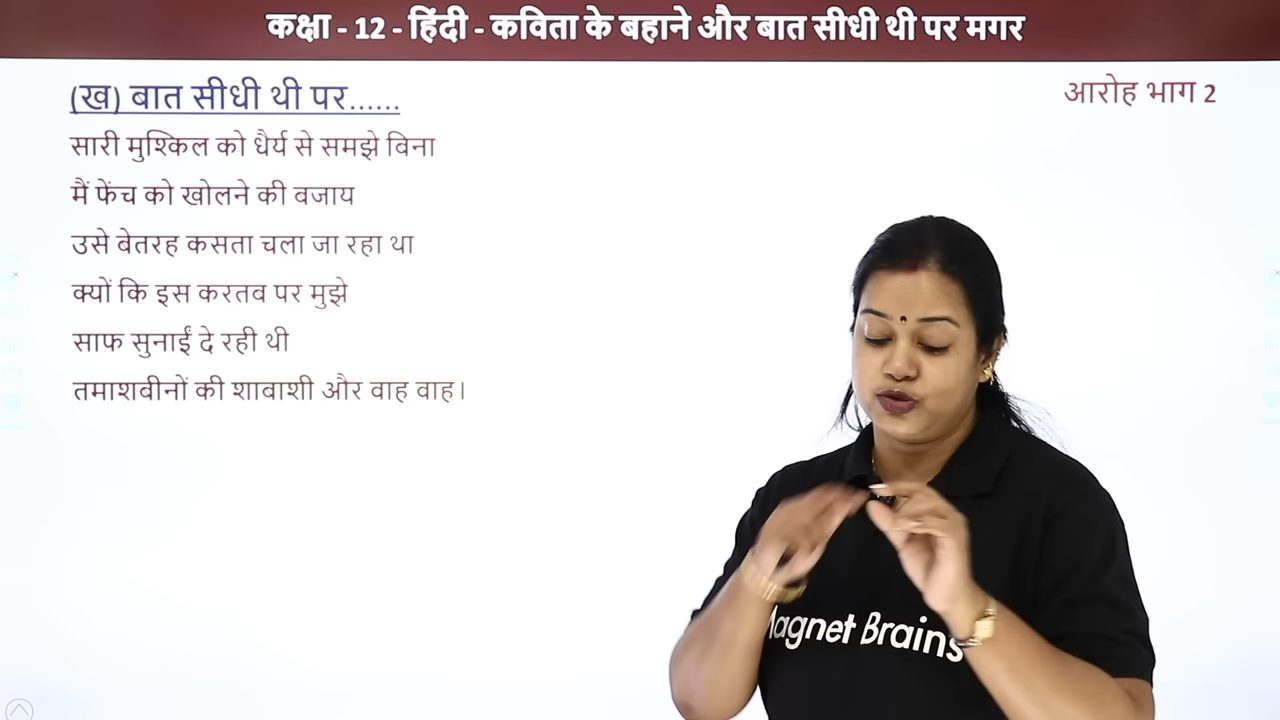 कक्षा - 12 - हिंदी - कविता के बहाने और बात सीधी थी पर मगर
(ख) बात सीधी थी पर......
आरोह भाग 2
सारी मुश्किल को धैर्य से समझे बिना
मैं फेंच को खोलने की बजाय
उसे बेतरह कसता चला जा रहा था
क्यों कि इस करतब पर मुझे
साफ सुनाईं दे रही थी
तमाशबीनों की शावाशी और वाह वाह।
Magnet Brains